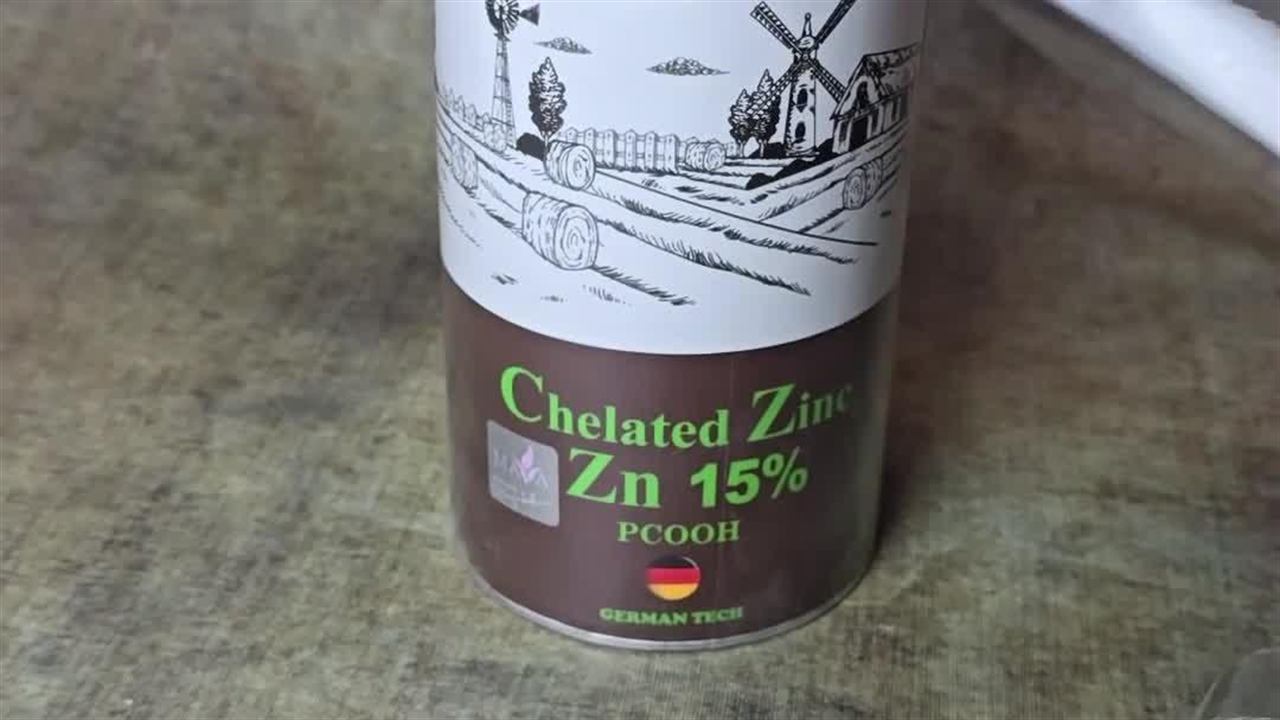 Chelated Zinc
Zn 15%
PCOOH
GERMAN TECH